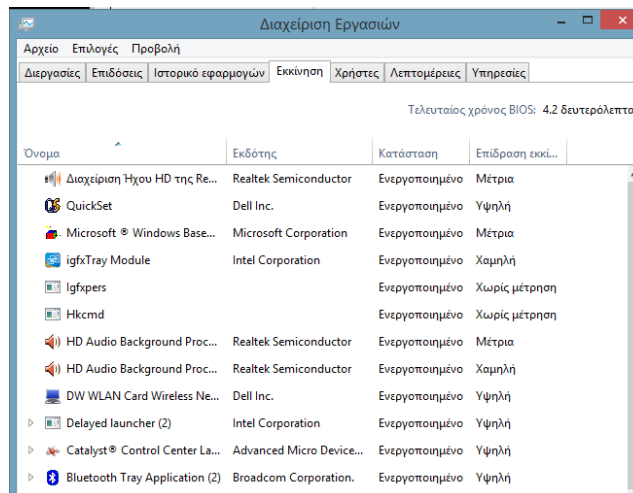 Διαχείριση Εργασιών
Αρχείο Επιλογές Προβολή
Διεργασίες Επιδόσεις Ιστορικό εφαρμογών Εκκίνηση Χρήστες Λεπτομέρειες Υπηρεσίες
Τελευταίος χρόνος BIOS: 4.2 δευτερόλεπτα
Όνομα Εκδότης Κατάσταση Επίδραση εκκί...
Διαχείριση Ήχου HD της Re... Realtek Semiconductor Ενεργοποιημένο Μέτρια
QuickSet Dell Inc. Ενεργοποιημένο Υψηλή
Microsoft ® Windows Base... Microsoft Corporation Ενεργοποιημένο Μέτρια
igfxTray Module Intel Corporation Ενεργοποιημένο Χαμηλή
Igfxpers Ενεργοποιημένο Χωρίς μέτρηση
Hkcmd Ενεργοποιημένο Χωρίς μέτρηση
HD Audio Background Proc... Realtek Semiconductor Ενεργοποιημένο Μέτρια
HD Audio Background Proc... Realtek Semiconductor Ενεργοποιημένο Χαμηλή
DW WLAN Card Wireless Ne... Dell Inc. Ενεργοποιημένο Υψηλή
Delayed launcher (2) Intel Corporation Ενεργοποιημένο Υψηλή
Catalyst® Control Center La... Advanced Micro Device... Ενεργοποιημένο Υψηλή
Bluetooth Tray Application (2) Broadcom Corporation. Ενεργοποιημένο Υψηλή